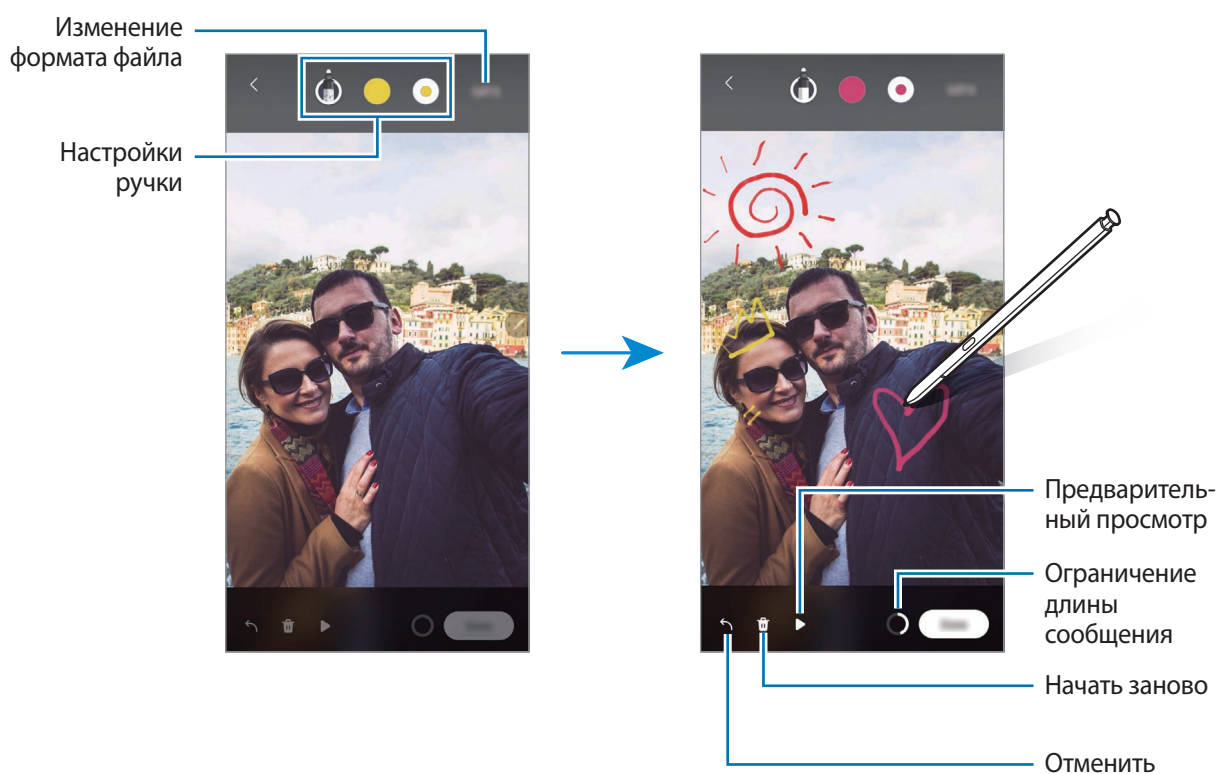 Изменение
формата файла
Настройки
ручки
Предваритель-
ный просмотр
Ограничение
длины
сообщения
Начать заново
Отменить